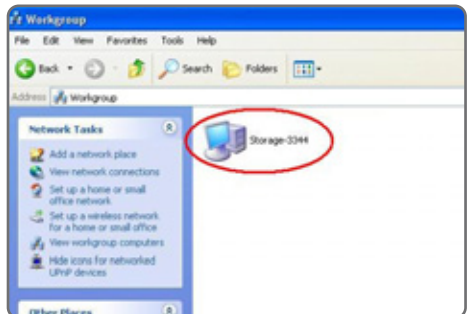 Workgroup
File Edit View Favorites Tools Help
Back Search Folders
Address Workgroup
Network Tasks
Add a network place
View network connections
Set up a home or small
office network
Set up a wireless network
for a home or small office
View workgroup computers
Hide icons for networked
UPnP devices
Other Places
Storage-3344